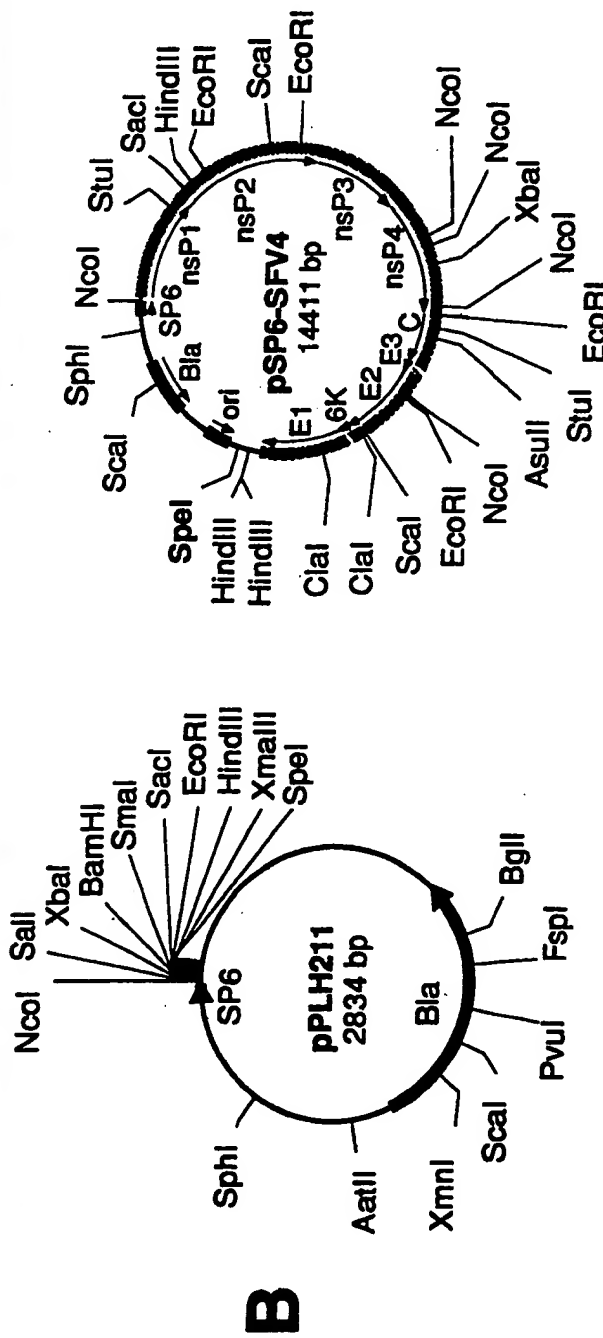 B
NcoI
SalI
XbaI
BamHI
SmaI
SacI
EcoRI
HindIII
XmaIII
SpeI
SP6
SphI
pPLH211
2834 bp
AatII
Bla
XmnI
ScaI
PvuI
FspI
BglI
NcoI
StuI
SacI
HindIII
EcoRI
ScaI
EcoRI
SphI
ScaI
SP6
Bla
ori
nsP1
nsP2
nsP3
nsP4
pSP6-SFV4
14411 bp
C
E3
E2
6K
E1
SpeI
HindIII
HindIII
ClaI
ClaI
ScaI
EcoRI
NcoI
AsuII
StuI
EcoRI
NcoI
XbaI
NcoI
NcoI